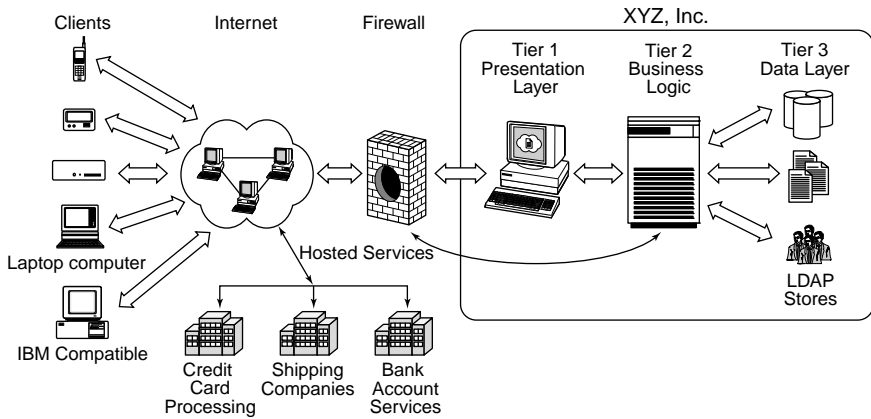 XYZ, Inc.
Clients
Internet
Firewall
Tier 1
Presentation
Layer
Tier 2
Business
Logic
Tier 3
Data Layer
Laptop computer
Hosted Services
LDAP
Stores
IBM Compatible
Credit
Card
Processing
Shipping
Companies
Bank
Account
Services